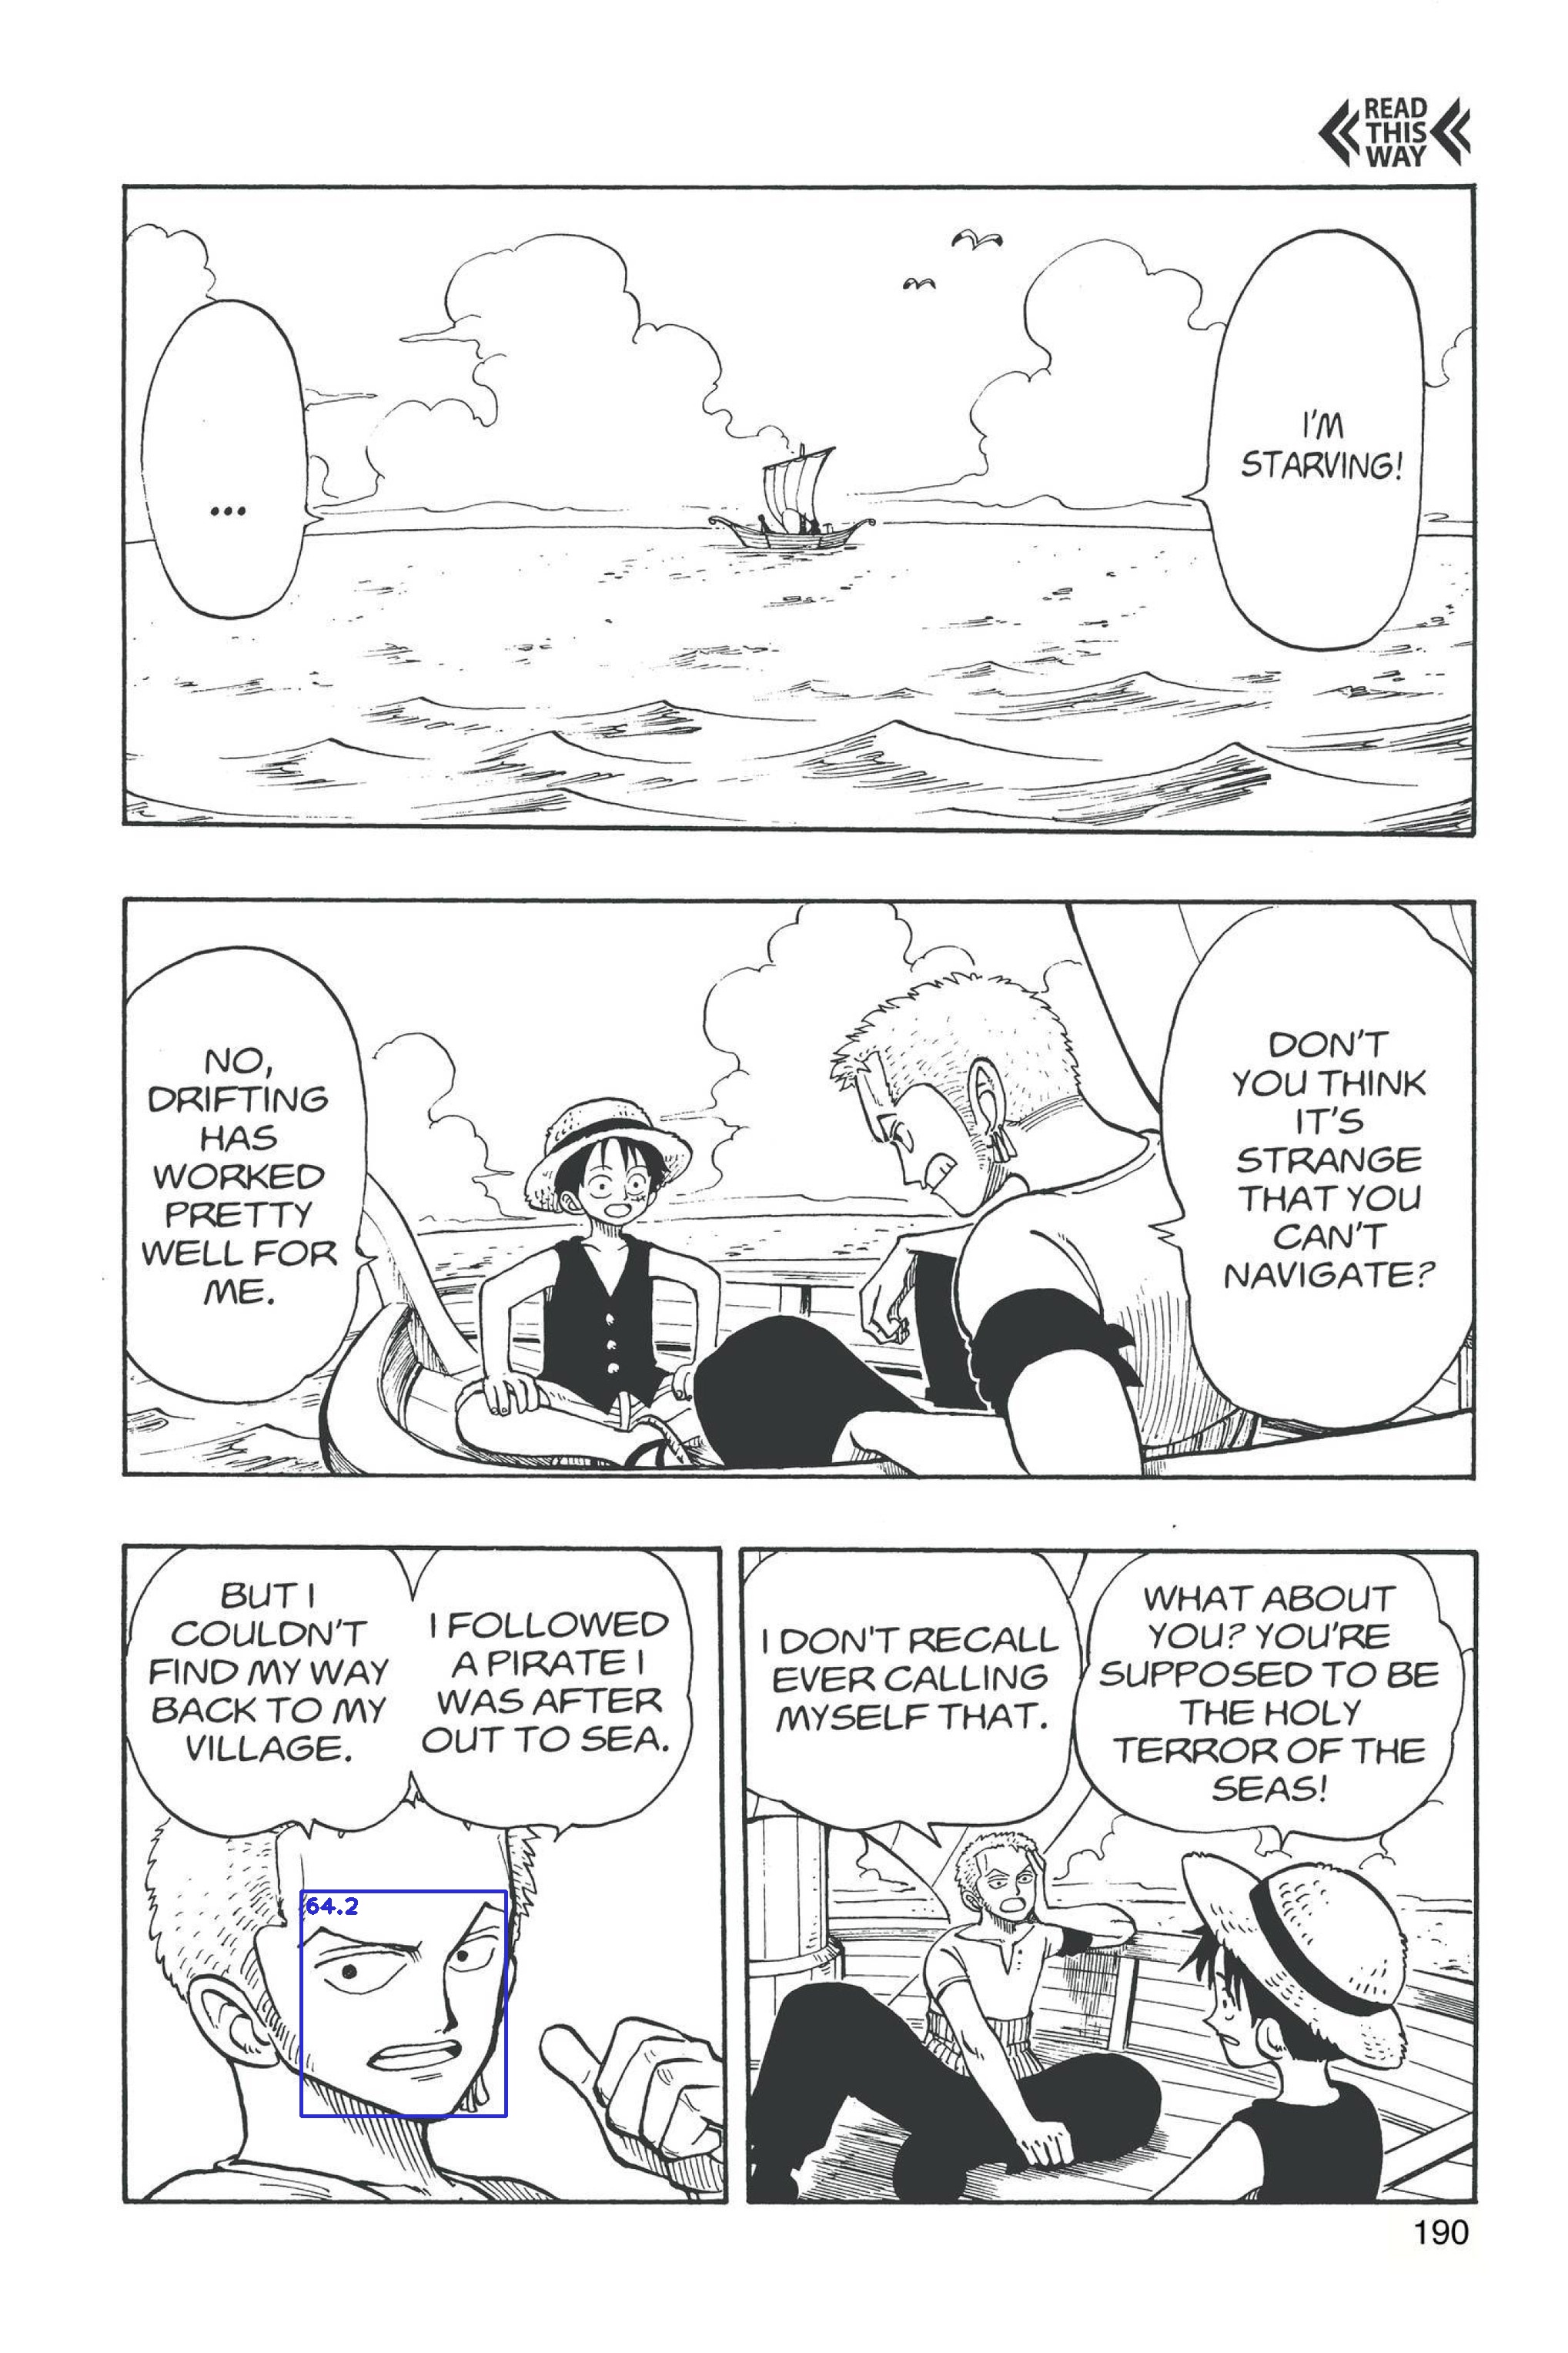 READ
THIS
WAY
I'M
STARVING!
...
DON'T
YOU THINK
IT'S
STRANGE
THAT YOU
CAN'T
NAVIGATE?
NO,
DRIFTING
HAS
WORKED
PRETTY
WELL FOR
ME.
WHAT ABOUT
YOU? YOU'RE
SUPPOSED TO BE
THE HOLY
TERROR OF THE
SEAS!
I DON'T RECALL
EVER CALLING
MYSELF THAT.
I FOLLOWED
A PIRATE I
WAS AFTER
OUT TO SEA.
BUT I
COULDN'T
FIND MY WAY
BACK TO MY
VILLAGE.
64.2
190